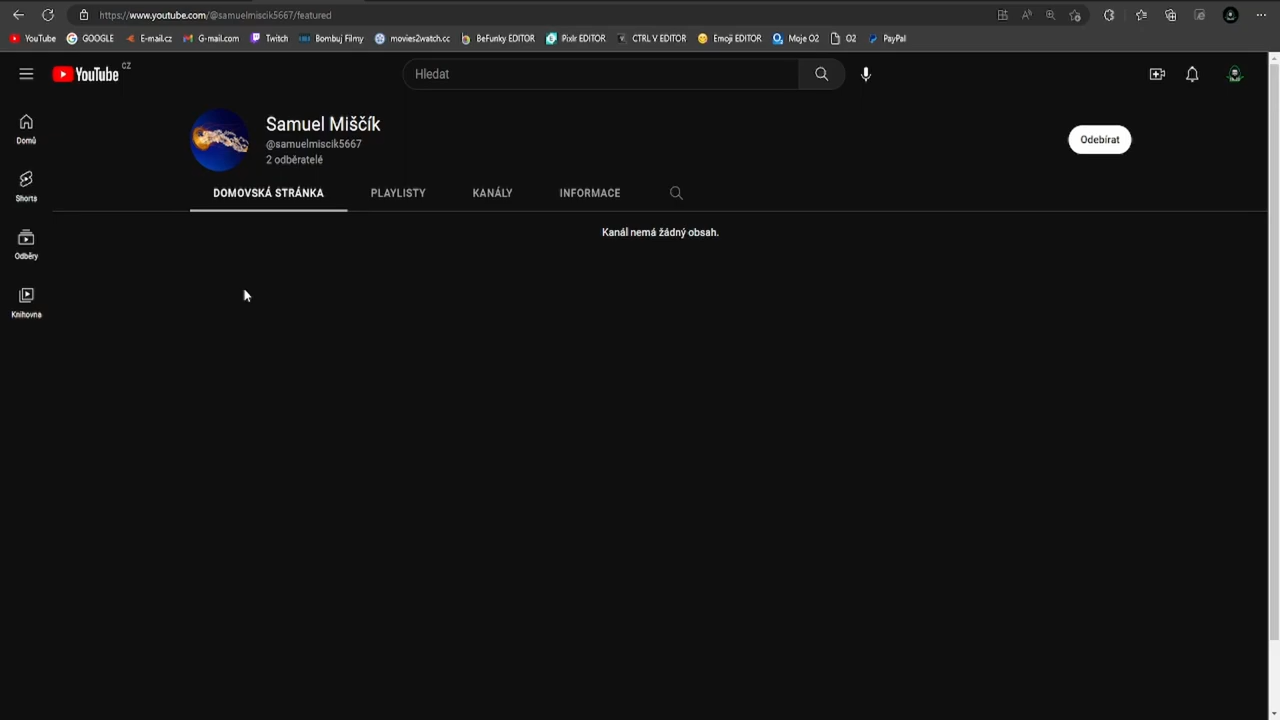 https://www.youtube.com/@samuelmiscik5667/featured
YouTube GOOGLE E-mail.cz G-mail.com Twitch Bombuj Filmy movies2watch.cc BeFunky EDITOR Pixlr EDITOR CTRL V EDITOR Emoji EDITOR Moje O2 O2 PayPal
YouTube CZ
Hledat
Samuel Miščík
@samuelmiscik5667
2 odběratelé
Odebírat
DOMOVSKÁ STRÁNKA PLAYLISTY KANÁLY INFORMACE
Kanál nemá žádný obsah.
Domů
Shorts
Odběry
Knihovna